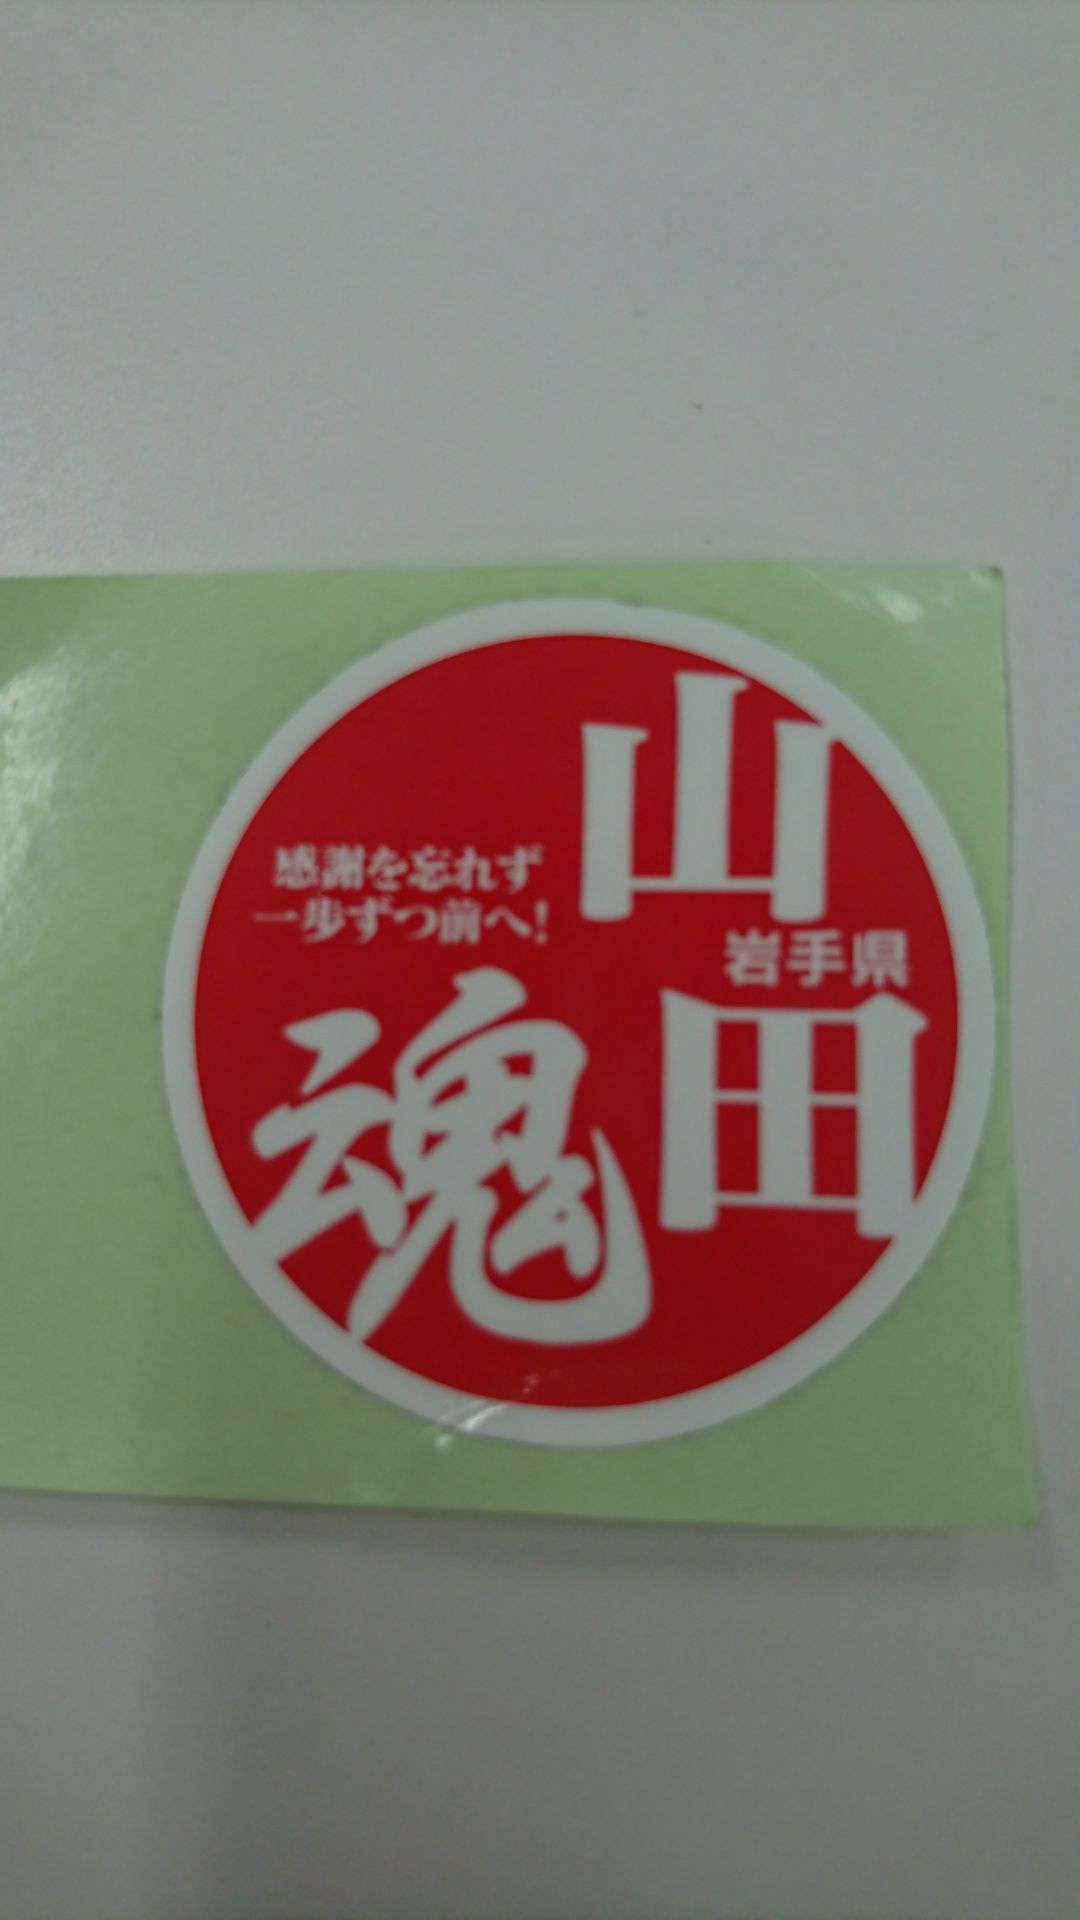 山田
岩手県
感謝を忘れず
一歩ずつ前へ!
魂